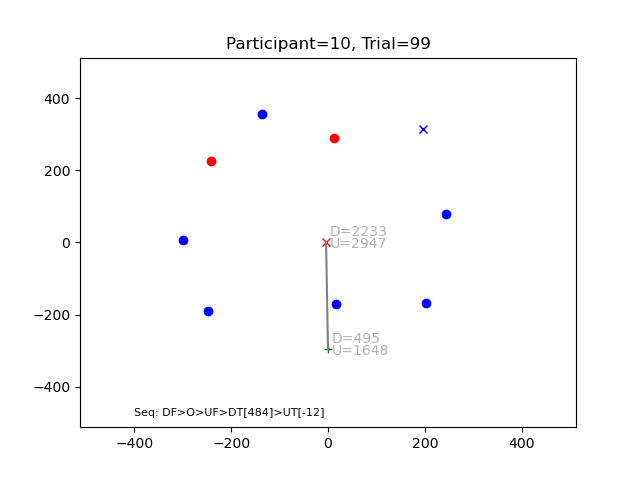 Participant=10, Trial=99
400
200
0
−200
−400
D=2233
U=2947
D=495
U=1648
Seq: DF>O>UF>DT[484]>UT[-12]
−400
−200
0
200
400